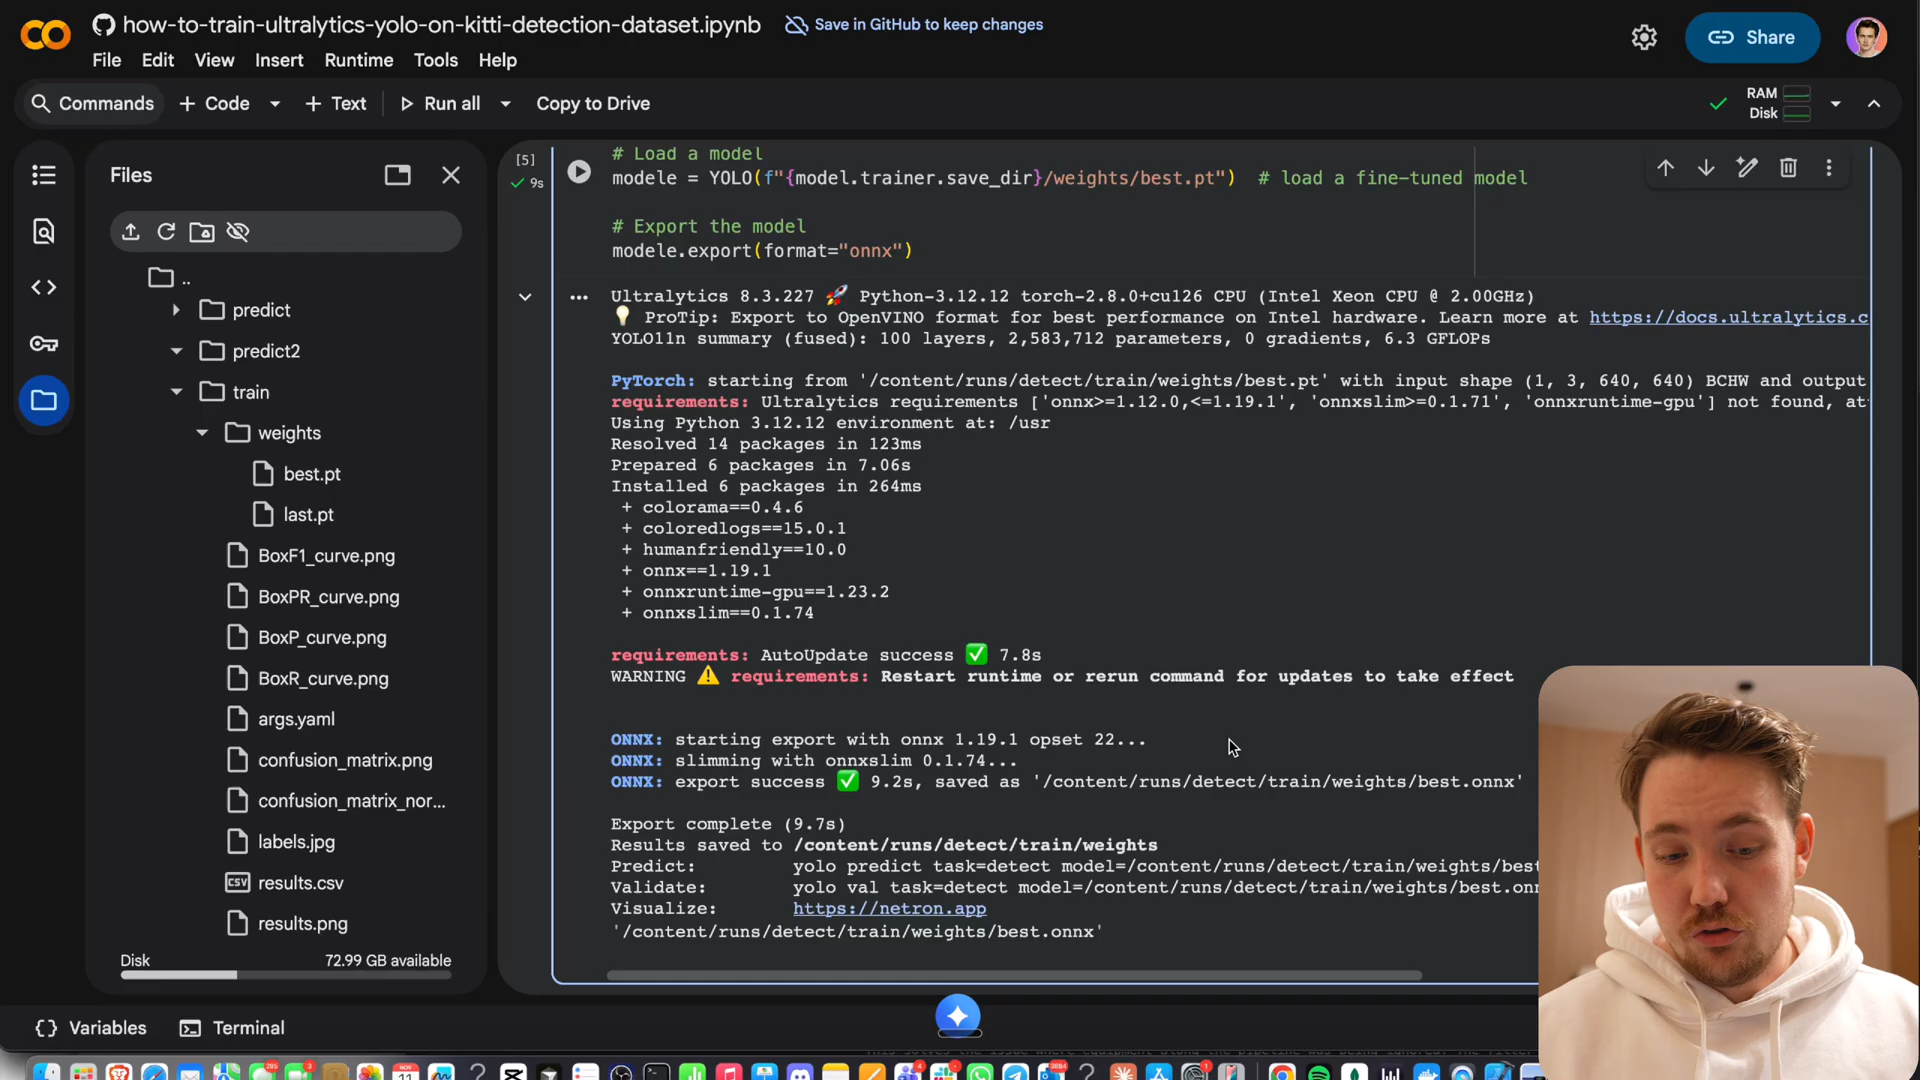 how-to-train-ultralytics-yolo-on-kitti-detection-dataset.ipynb
Save in GitHub to keep changes
Share
File Edit View Insert Runtime Tools Help
Commands + Code + Text Run all Copy to Drive
RAM
Disk
Files
..
predict
predict2
train
weights
best.pt
last.pt
BoxF1_curve.png
BoxPR_curve.png
BoxP_curve.png
BoxR_curve.png
args.yaml
confusion_matrix.png
confusion_matrix_nor...
labels.jpg
results.csv
results.png
Disk 72.99 GB available
[5]
9s
# Load a model
modele = YOLO(f"{model.trainer.save_dir}/weights/best.pt")  # load a fine-tuned model
# Export the model
modele.export(format="onnx")
Ultralytics 8.3.227 🚀 Python-3.12.12 torch-2.8.0+cu126 CPU (Intel Xeon CPU @ 2.00GHz)
💡 ProTip: Export to OpenVINO format for best performance on Intel hardware. Learn more at https://docs.ultralytics.c
YOLO11n summary (fused): 100 layers, 2,583,712 parameters, 0 gradients, 6.3 GFLOPs
PyTorch: starting from '/content/runs/detect/train/weights/best.pt' with input shape (1, 3, 640, 640) BCHW and output
requirements: Ultralytics requirements ['onnx>=1.12.0,<=1.19.1', 'onnxslim>=0.1.71', 'onnxruntime-gpu'] not found, at
Using Python 3.12.12 environment at: /usr
Resolved 14 packages in 123ms
Prepared 6 packages in 7.06s
Installed 6 packages in 264ms
+ colorama==0.4.6
+ coloredlogs==15.0.1
+ humanfriendly==10.0
+ onnx==1.19.1
+ onnxruntime-gpu==1.23.2
+ onnxslim==0.1.74
requirements: AutoUpdate success ✅ 7.8s
WARNING ⚠️ requirements: Restart runtime or rerun command for updates to take effect
ONNX: starting export with onnx 1.19.1 opset 22...
ONNX: slimming with onnxslim 0.1.74...
ONNX: export success ✅ 9.2s, saved as '/content/runs/detect/train/weights/best.onnx'
Export complete (9.7s)
Results saved to /content/runs/detect/train/weights
Predict: yolo predict task=detect model=/content/runs/detect/train/weights/best
Validate: yolo val task=detect model=/content/runs/detect/train/weights/best.onn
Visualize: https://netron.app
'/content/runs/detect/train/weights/best.onnx'
Variables Terminal